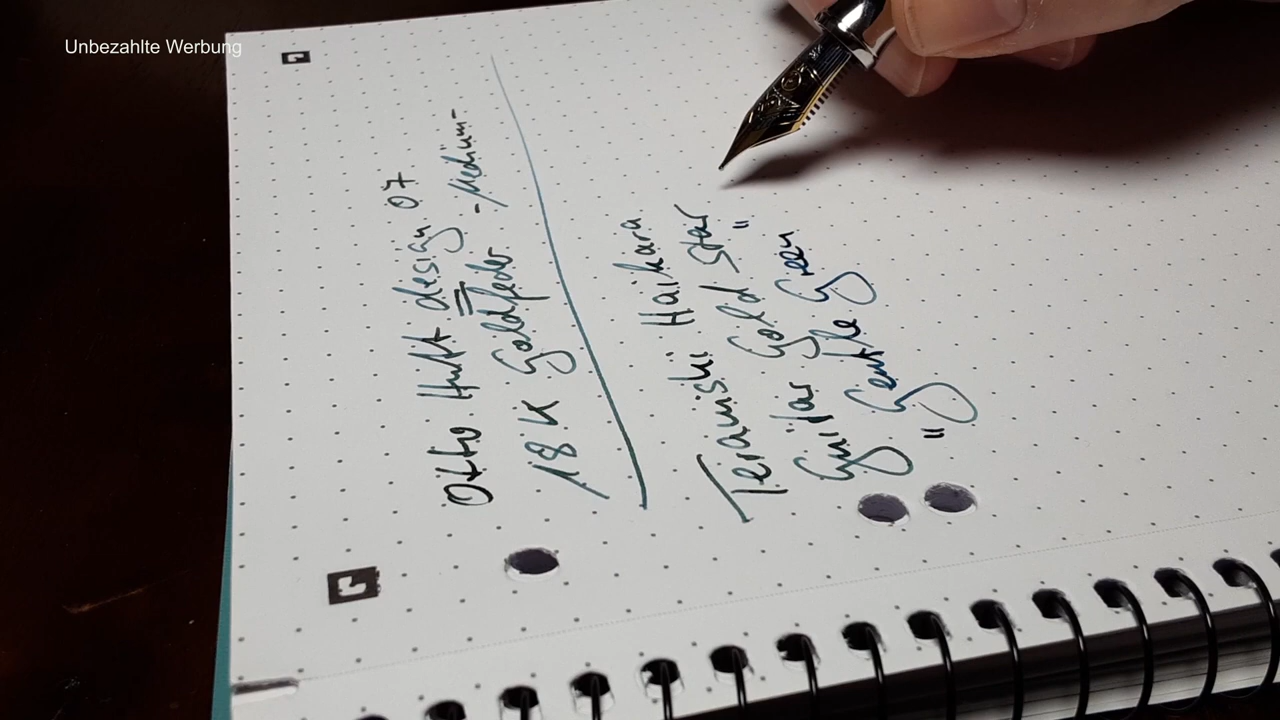 Unbezahlte Werbung
Otto Hutt design 07
18 K Goldfeder -Medium-
Teranishi Haikara
Guitar Gold Star
"Gentle Green"